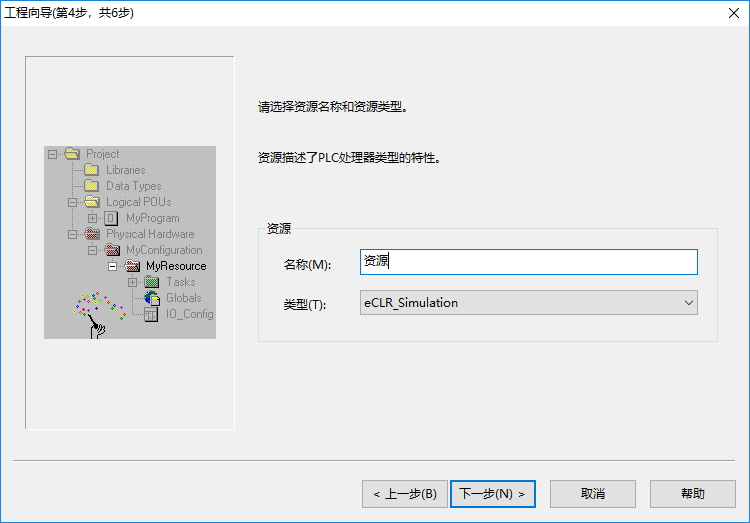 工程向导(第4步，共6步)
Project
Libraries
Data Types
Logical POUs
MyProgram
Physical Hardware
MyConfiguration
MyResource
Tasks
Globals
IO_Config
请选择资源名称和资源类型。
资源描述了PLC处理器类型的特性。
资源
名称(M):
资源
类型(T):
eCLR_Simulation
< 上一步(B)
下一步(N) >
取消
帮助